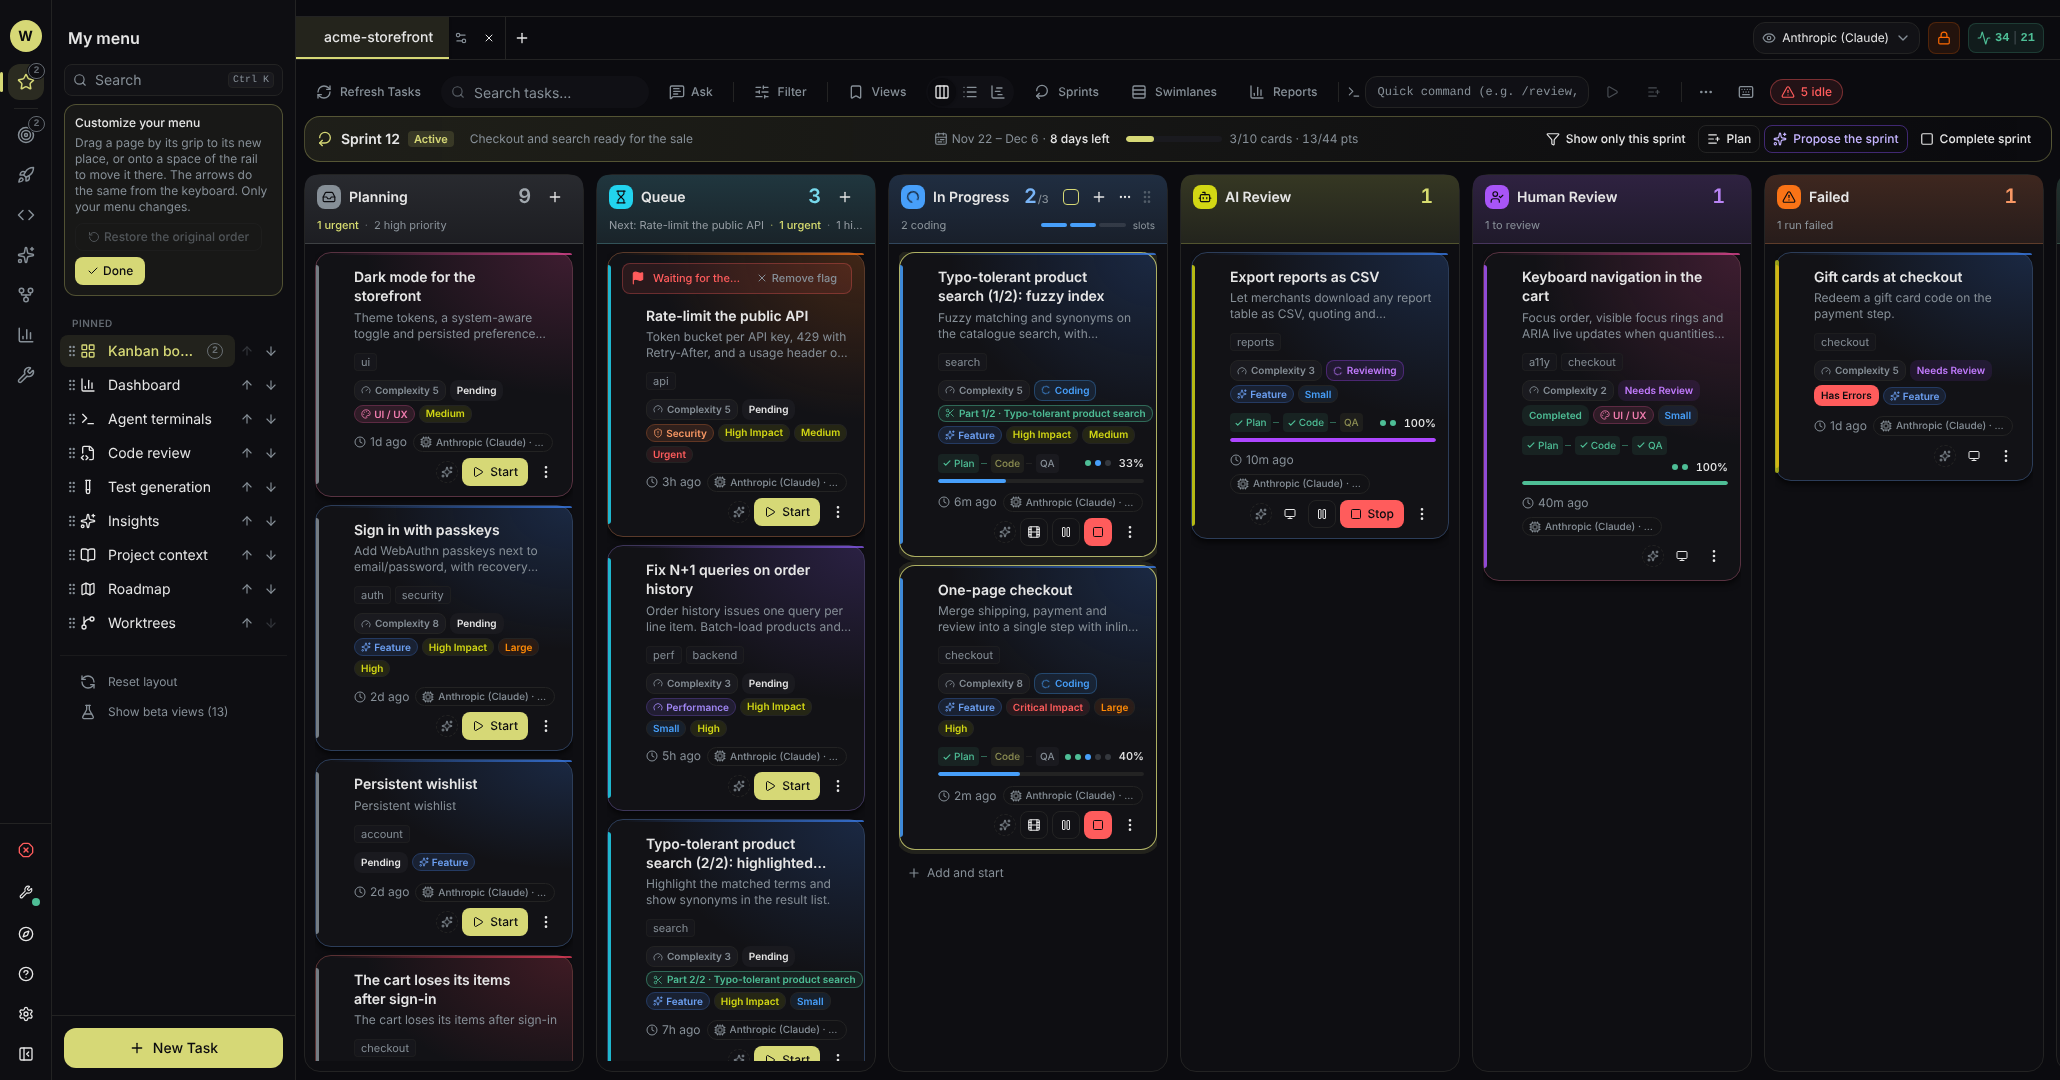 W
My menu
2
2
Search
Ctrl K
Customize your menu
Drag a page by its grip to its new
place, or onto a space of the rail
to move it there. The arrows do
the same from the keyboard. Only
your menu changes.
Restore the original order
Done
PINNED
Kanban bo...
2
Dashboard
Agent terminals
Code review
Test generation
Insights
Project context
Roadmap
Worktrees
Reset layout
Show beta views (13)
New Task
acme-storefront
Anthropic (Claude)
34 | 21
Refresh Tasks
Search tasks...
Ask
Filter
Views
Sprints
Swimlanes
Reports
Quick command (e.g. /review,
5 idle
Sprint 12
Active
Checkout and search ready for the sale
Nov 22 – Dec 6 · 8 days left
3/10 cards · 13/44 pts
Show only this sprint
Plan
Propose the sprint
Complete sprint
Planning
9
1 urgent · 2 high priority
Dark mode for the
storefront
Theme tokens, a system-aware
toggle and persisted preference...
ui
Complexity 5
Pending
UI / UX
Medium
1d ago
Anthropic (Claude) · ...
Start
Sign in with passkeys
Add WebAuthn passkeys next to
email/password, with recovery...
auth
security
Complexity 8
Pending
Feature
High Impact
Large
High
2d ago
Anthropic (Claude) · ...
Start
Persistent wishlist
Persistent wishlist
account
Pending
Feature
2d ago
Anthropic (Claude) · ...
Start
The cart loses its items
after sign-in
The cart loses its items after sign-in
checkout
Queue
3
Next: Rate-limit the public API · 1 urgent · 1 hi...
Waiting for the...
Remove flag
Rate-limit the public API
Token bucket per API key, 429 with
Retry-After, and a usage header o...
api
Complexity 5
Pending
Security
High Impact
Medium
Urgent
3h ago
Anthropic (Claude) · ...
Start
Fix N+1 queries on order
history
Order history issues one query per
line item. Batch-load products and...
perf
backend
Complexity 3
Pending
Performance
High Impact
Small
High
5h ago
Anthropic (Claude) · ...
Start
Typo-tolerant product
search (2/2): highlighted...
Highlight the matched terms and
show synonyms in the result list.
search
Complexity 3
Pending
Part 2/2 · Typo-tolerant product search
Feature
High Impact
Small
7h ago
Anthropic (Claude) · ...
Start
In Progress
2/3
2 coding
slots
Typo-tolerant product
search (1/2): fuzzy index
Fuzzy matching and synonyms on
the catalogue search, with...
search
Complexity 5
Coding
Part 1/2 · Typo-tolerant product search
Feature
High Impact
Medium
Plan – Code – QA
33%
6m ago
Anthropic (Claude) · ...
One-page checkout
Merge shipping, payment and
review into a single step with inlin...
checkout
Complexity 8
Coding
Feature
Critical Impact
Large
High
Plan – Code – QA
40%
2m ago
Anthropic (Claude) · ...
Add and start
AI Review
1
Export reports as CSV
Let merchants download any report
table as CSV, quoting and...
reports
Complexity 3
Reviewing
Feature
Small
Plan – Code – QA
100%
10m ago
Anthropic (Claude) · ...
Stop
Human Review
1
1 to review
Keyboard navigation in the
cart
Focus order, visible focus rings and
ARIA live updates when quantities...
a11y
checkout
Complexity 2
Needs Review
Completed
UI / UX
Small
Plan – Code – QA
100%
40m ago
Anthropic (Claude) · ...
Failed
1
1 run failed
Gift cards at checkout
Redeem a gift card code on the
payment step.
checkout
Complexity 5
Needs Review
Has Errors
Feature
1d ago
Anthropic (Claude) · ...